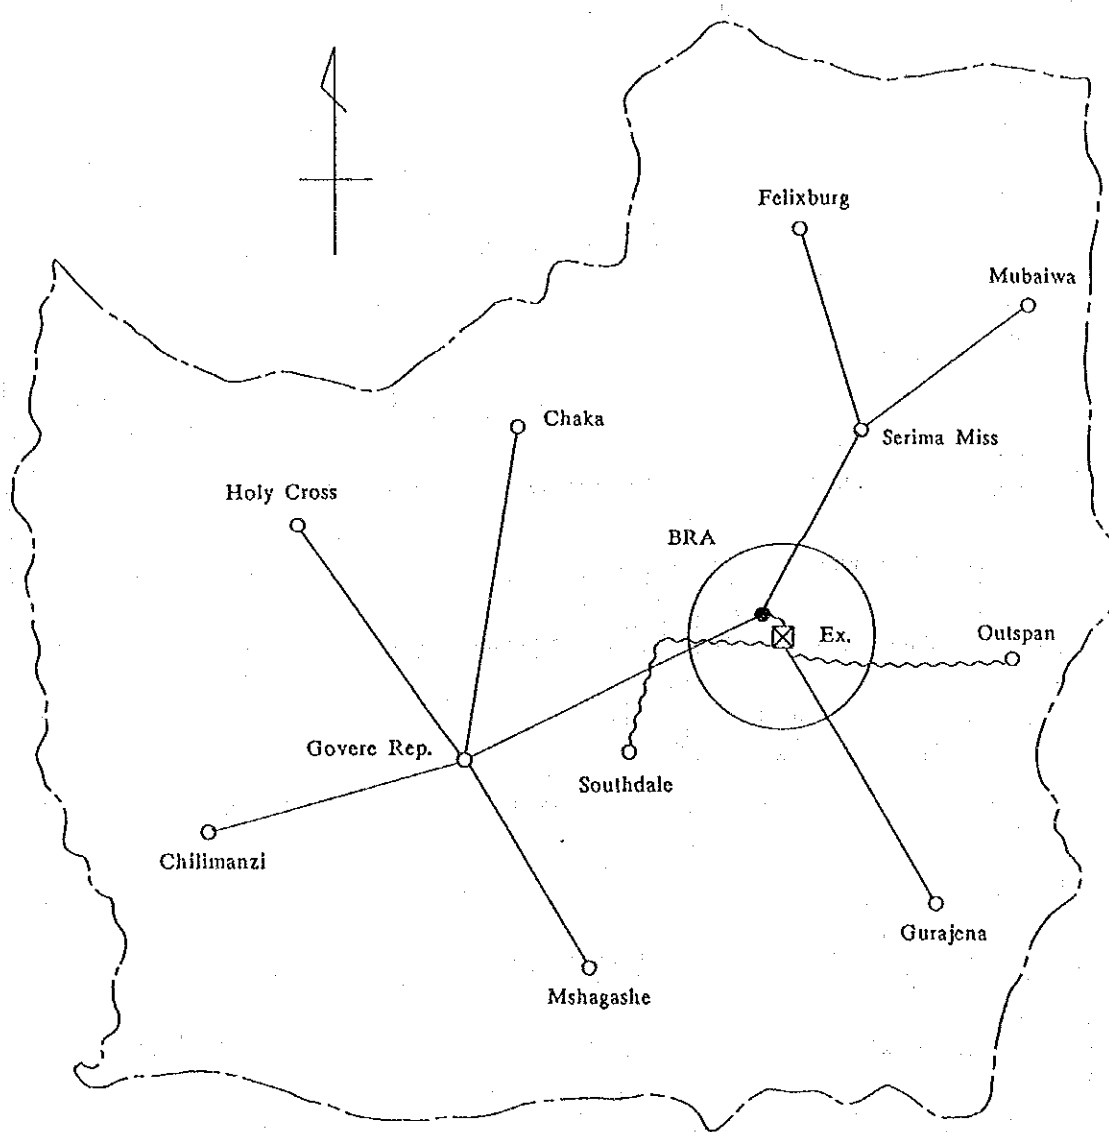 Felixburg
Mubaiwa
Chaka
Serima Miss
Holy Cross
BRA
Ex.
Outspan
Govere Rep.
Southdale
Chilimanzi
Gurajena
Mshagashe